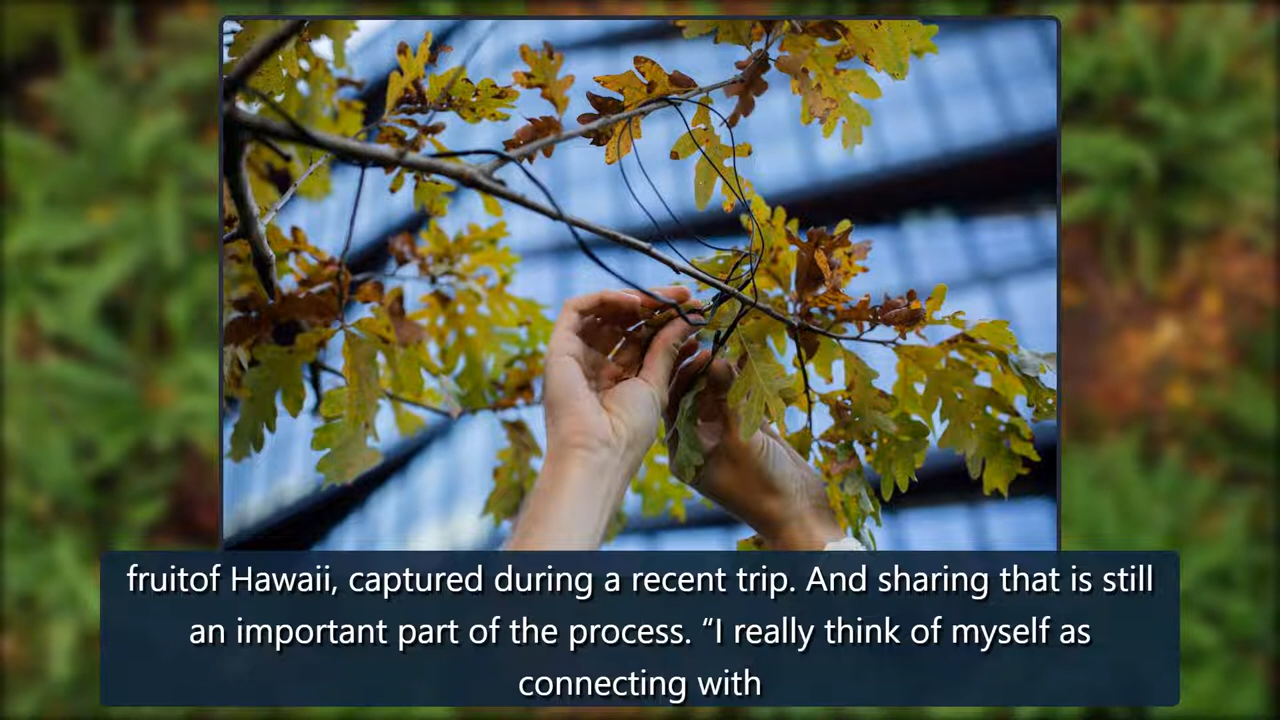 fruitof Hawaii, captured during a recent trip. And sharing that is still
an important part of the process. “I really think of myself as
connecting with